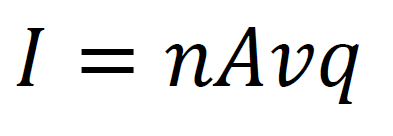 I = nAvq